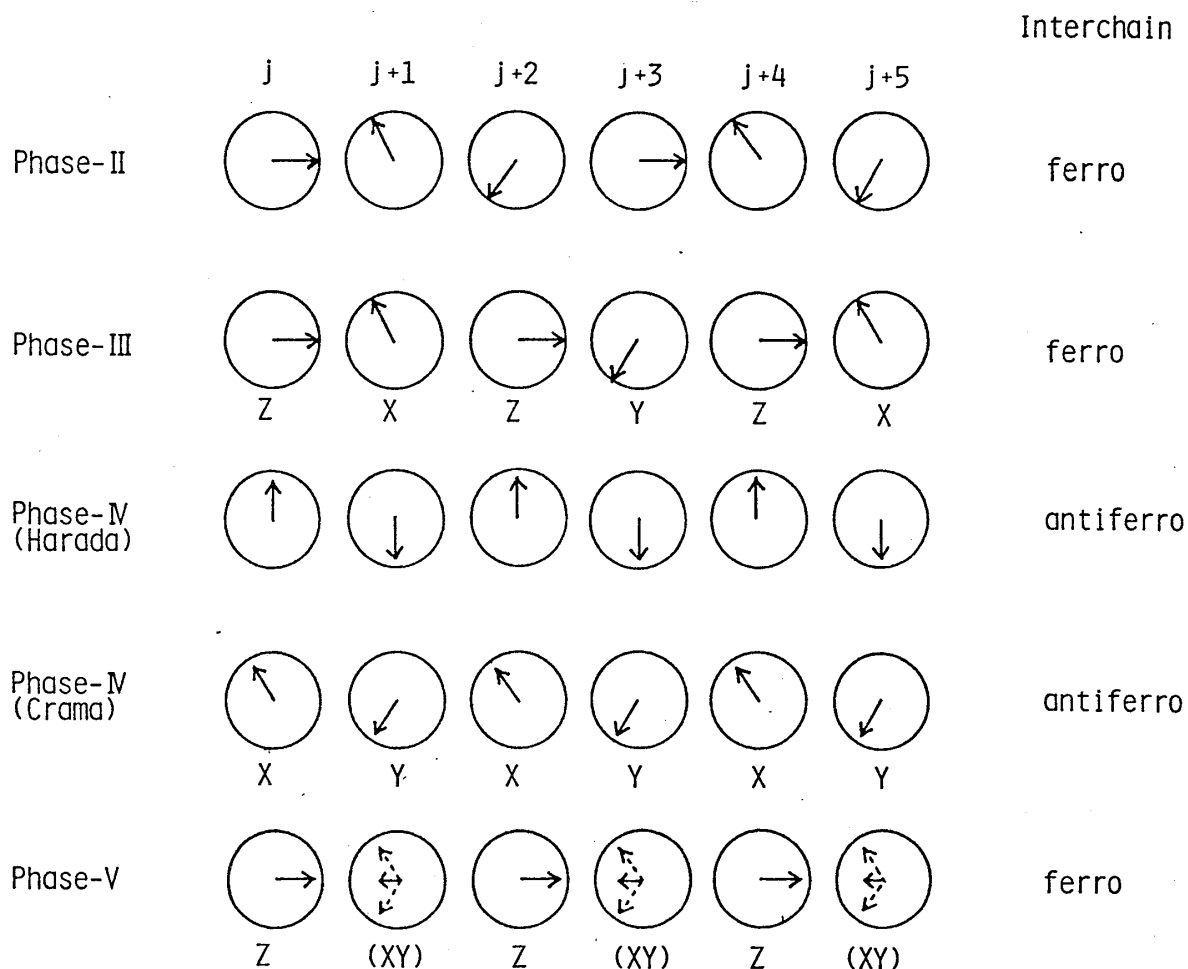 Interchain
j j+1 j+2 j+3 j+4 j+5
Phase-Ⅱ ferro
Phase-Ⅲ ferro
Z X Z Y Z X
Phase-Ⅳ
(Harada) antiferro
Phase-Ⅳ
(Crama) antiferro
X Y X Y X Y
Phase-Ⅴ ferro
Z (XY) Z (XY) Z (XY)